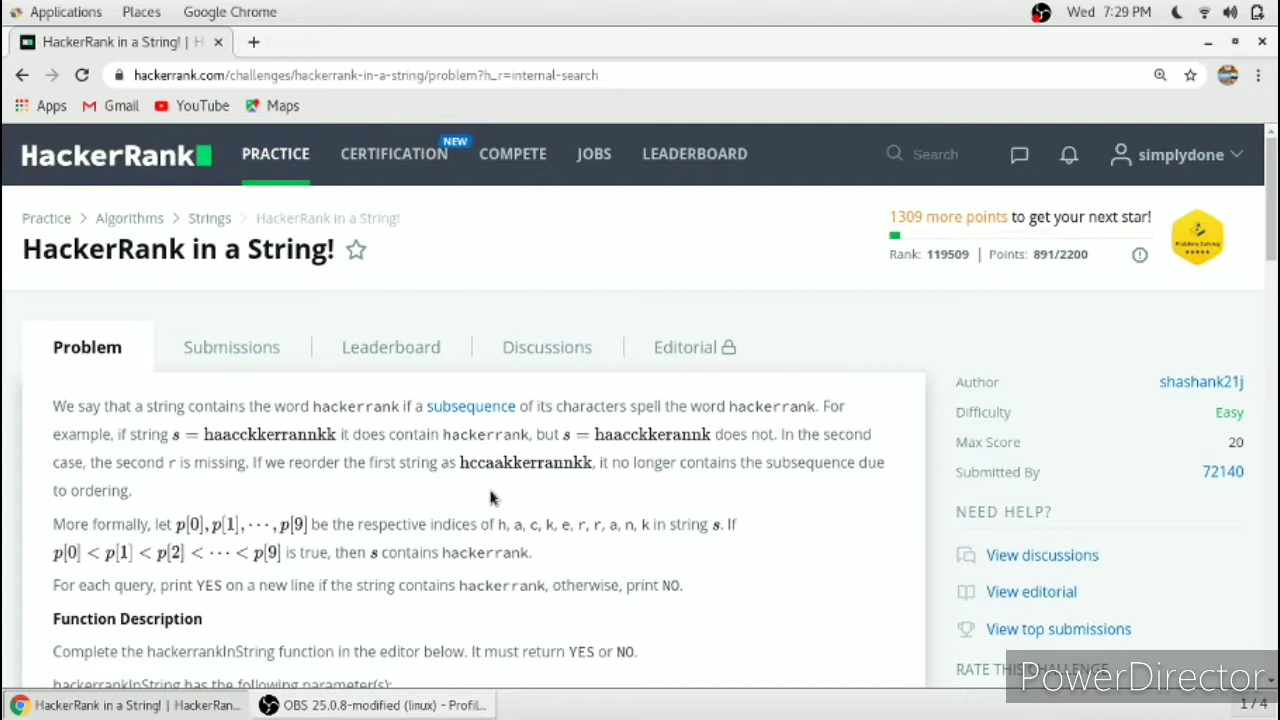 Applications Places Google Chrome Wed 7:29 PM
HackerRank in a String! | H
hackerrank.com/challenges/hackerrank-in-a-string/problem?h_r=internal-search
Apps Gmail YouTube Maps
NEW
HackerRank PRACTICE CERTIFICATION COMPETE JOBS LEADERBOARD Search simplydone
Practice > Algorithms > Strings > HackerRank in a String!
HackerRank in a String!
1309 more points to get your next star!
Rank: 119509 | Points: 891/2200
Problem Solving
Problem Submissions Leaderboard Discussions Editorial
We say that a string contains the word hackerrank if a subsequence of its characters spell the word hackerrank. For
example, if string s = haacckkerrannkk it does contain hackerrank, but s = haacckkerannk does not. In the second
case, the second r is missing. If we reorder the first string as hccaakkerrannkk, it no longer contains the subsequence due
to ordering.
More formally, let p[0], p[1], ⋯, p[9] be the respective indices of h, a, c, k, e, r, r, a, n, k in string s. If
p[0] < p[1] < p[2] < ⋯ < p[9] is true, then s contains hackerrank.
For each query, print YES on a new line if the string contains hackerrank, otherwise, print NO.
Function Description
Complete the hackerrankInString function in the editor below. It must return YES or NO.
hackerrankInString has the following parameter(s):
Author shashank21j
Difficulty Easy
Max Score 20
Submitted By 72140
NEED HELP?
View discussions
View editorial
View top submissions
RATE THIS CHALLENGE
PowerDirector
HackerRank in a String! | HackerRan... OBS 25.0.8-modified (linux) - Profil... 1 / 4